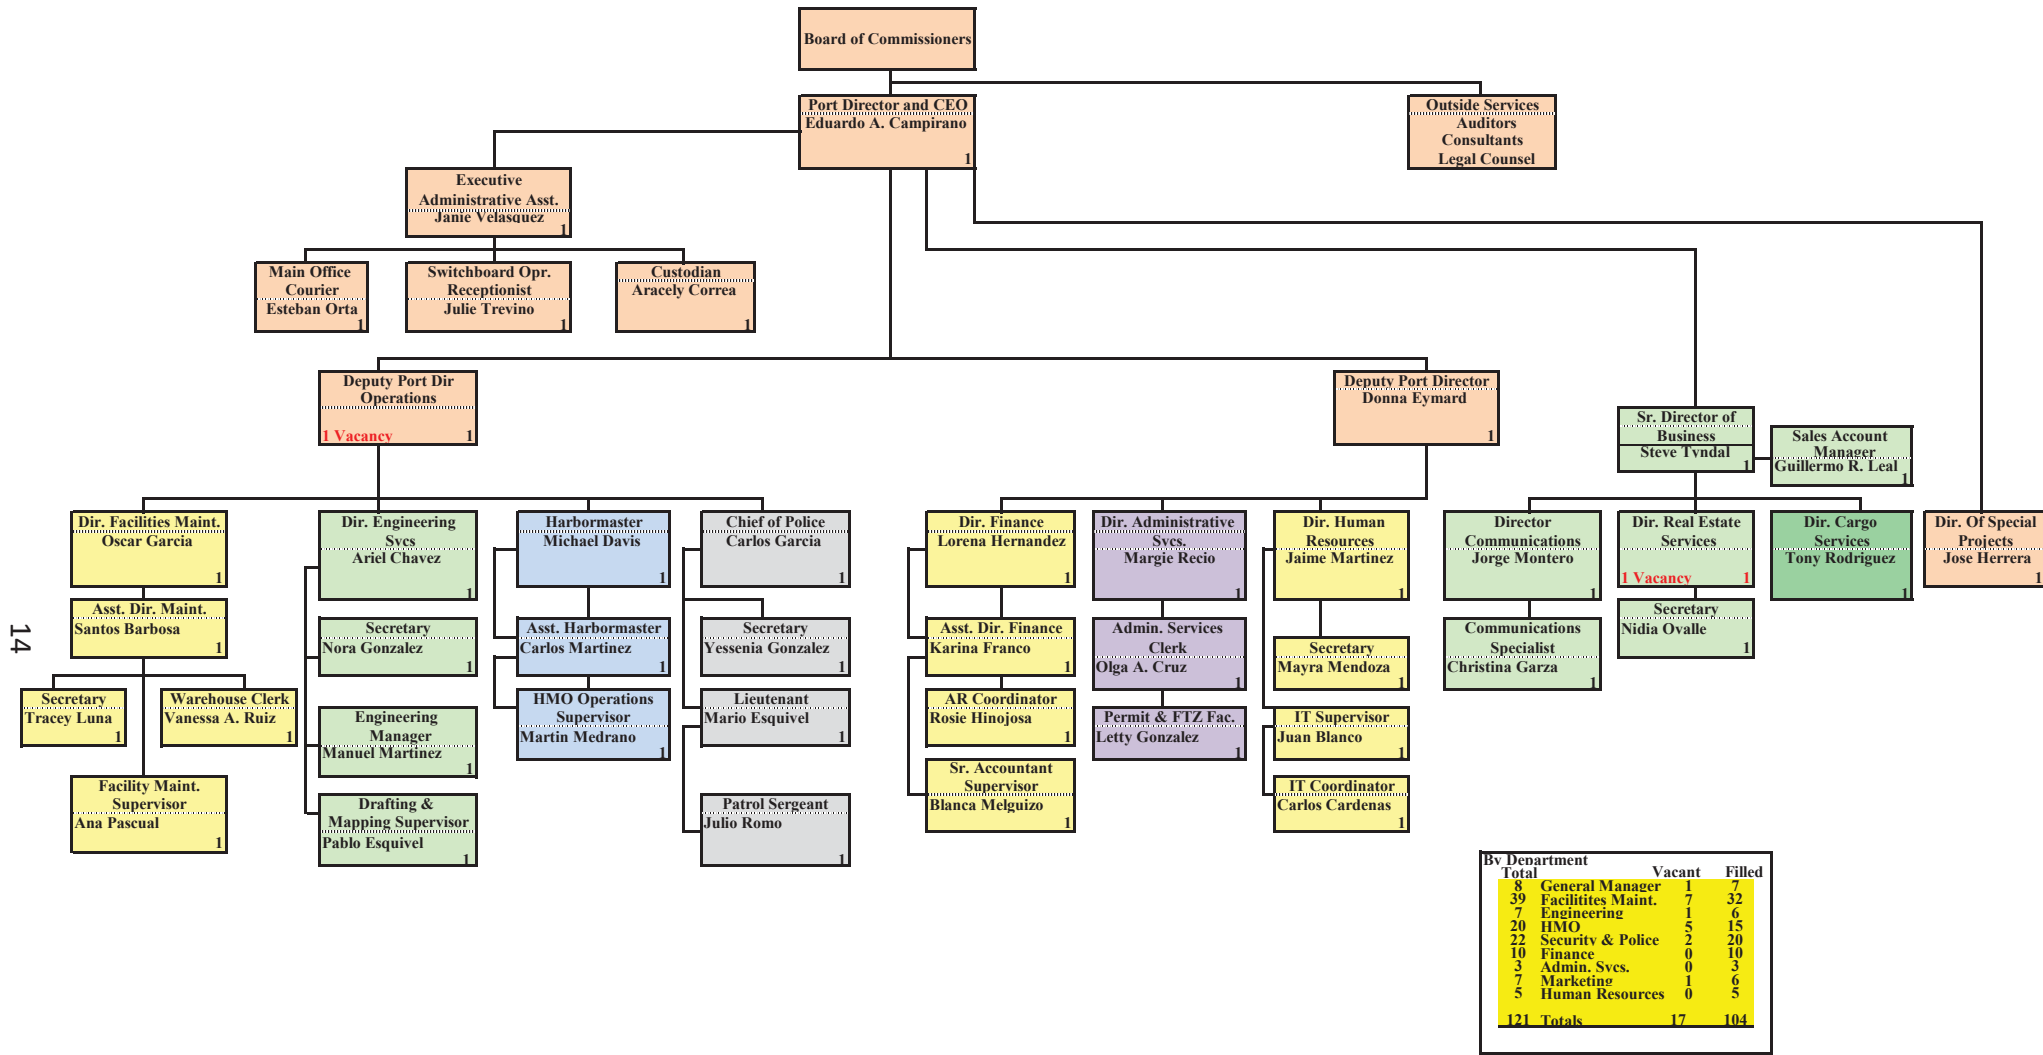 Board of Commissioners
Port Director and CEO
Eduardo A. Campirano
1
Outside Services
Auditors
Consultants
Legal Counsel
Executive
Administrative Asst.
Janie Velasquez
1
Main Office
Courier
Esteban Orta
1
Switchboard Opr.
Receptionist
Julie Trevino
1
Custodian
Aracely Correa
1
Deputy Port Dir
Operations
1 Vacancy 1
Deputy Port Director
Donna Eymard
1
Sr. Director of
Business
Steve Tyndal
1
Sales Account
Manager
Guillermo R. Leal
1
Dir. Facilities Maint.
Oscar Garcia
1
Dir. Engineering
Svcs
Ariel Chavez
1
Harbormaster
Michael Davis
1
Chief of Police
Carlos Garcia
1
Dir. Finance
Lorena Hernandez
1
Dir. Administrative
Svcs.
Margie Recio
1
Dir. Human
Resources
Jaime Martinez
1
Director
Communications
Jorge Montero
1
Dir. Real Estate
Services
1 Vacancy 1
Dir. Cargo
Services
Tony Rodriguez
1
Dir. Of Special
Projects
Jose Herrera
1
Asst. Dir. Maint.
Santos Barbosa
1
Secretary
Nora Gonzalez
1
Asst. Harbormaster
Carlos Martinez
1
Secretary
Yessenia Gonzalez
1
Asst. Dir. Finance
Karina Franco
1
Admin. Services
Clerk
Olga A. Cruz
1
Secretary
Mayra Mendoza
1
Communications
Specialist
Christina Garza
1
Secretary
Nidia Ovalle
1
Secretary
Tracey Luna
1
Warehouse Clerk
Vanessa A. Ruiz
1
Engineering
Manager
Manuel Martinez
1
HMO Operations
Supervisor
Martin Medrano
1
Lieutenant
Mario Esquivel
1
AR Coordinator
Rosie Hinojosa
1
Permit & FTZ Fac.
Letty Gonzalez
1
IT Supervisor
Juan Blanco
1
Facility Maint.
Supervisor
Ana Pascual
1
Drafting &
Mapping Supervisor
Pablo Esquivel
1
Patrol Sergeant
Julio Romo
1
Sr. Accountant
Supervisor
Blanca Melguizo
1
IT Coordinator
Carlos Cardenas
1
By Department
Total Vacant Filled
8 General Manager 1 7
39 Facilitites Maint. 7 32
7 Engineering 1 6
20 HMO 5 15
22 Security & Police 2 20
10 Finance 0 10
3 Admin. Svcs. 0 3
7 Marketing 1 6
5 Human Resources 0 5
121 Totals 17 104
14